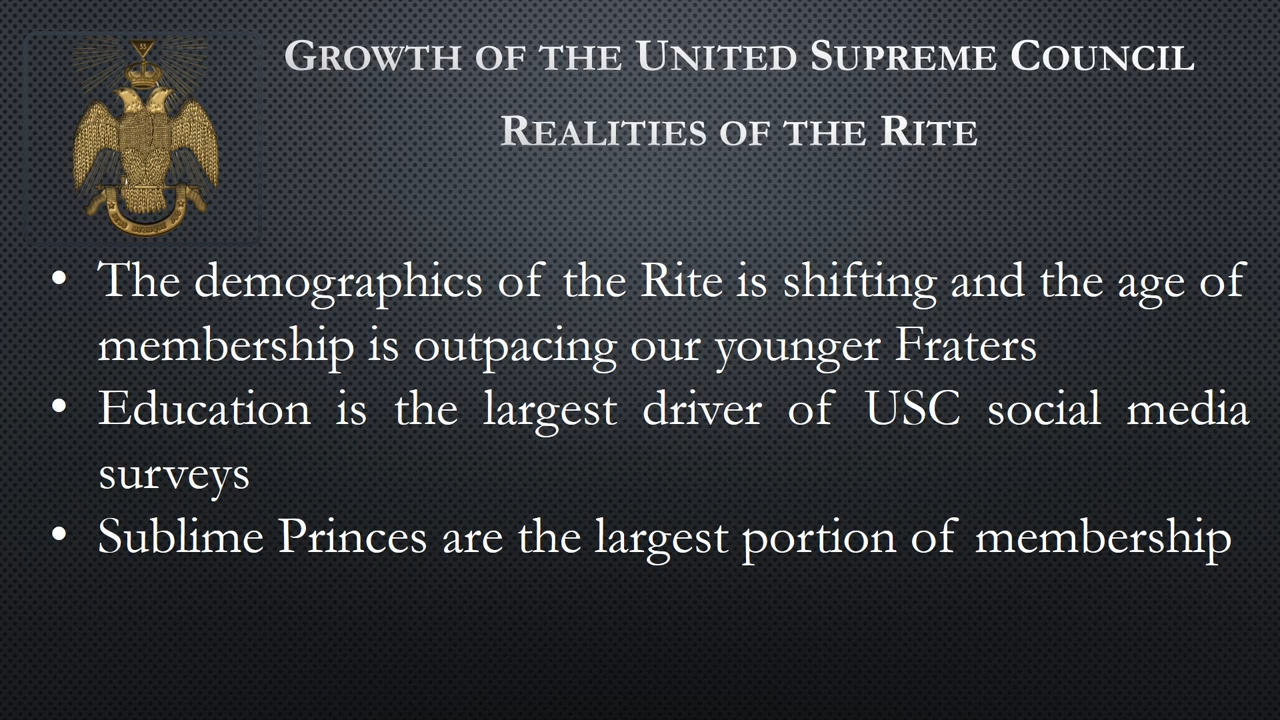 33
GROWTH OF THE UNITED SUPREME COUNCIL
REALITIES OF THE RITE
• The demographics of the Rite is shifting and the age of
membership is outpacing our younger Fraters
• Education is the largest driver of USC social media
surveys
• Sublime Princes are the largest portion of membership